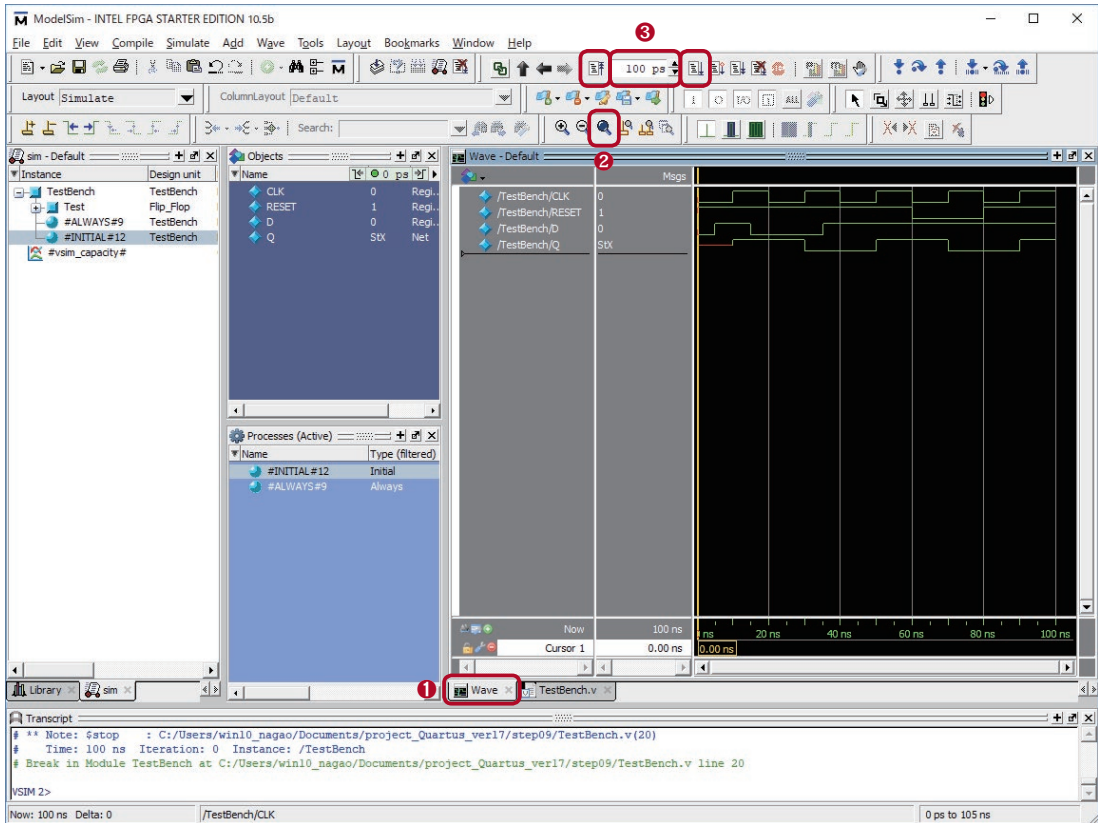 ModelSim - INTEL FPGA STARTER EDITION 10.5b
File Edit View Compile Simulate Add Wave Tools Layout Bookmarks Window Help
❸
100 ps
Layout Simulate
ColumnLayout Default
Search:
❷
sim - Default
Instance Design unit
TestBench TestBench
Test Flip_Flop
#ALWAYS#9 TestBench
#INITIAL#12 TestBench
#vsim_capacity#
Objects
Name 0 ps
CLK 0 Regi..
RESET 1 Regi..
D 0 Regi..
Q StX Net
Processes (Active)
Name Type (filtered)
#INITIAL#12 Initial
#ALWAYS#9 Always
Wave - Default
Msgs
/TestBench/CLK 0
/TestBench/RESET 1
/TestBench/D 0
/TestBench/Q StX
Now 100 ns
ns 20 ns 40 ns 60 ns 80 ns 100 ns
Cursor 1 0.00 ns
0.00 ns
Library sim
❶
Wave TestBench.v
Transcript
# ** Note: $stop : C:/Users/win10_nagao/Documents/project_Quartus_ver17/step09/TestBench.v(20)
# Time: 100 ns Iteration: 0 Instance: /TestBench
# Break in Module TestBench at C:/Users/win10_nagao/Documents/project_Quartus_ver17/step09/TestBench.v line 20
VSIM 2>
Now: 100 ns Delta: 0
/TestBench/CLK
0 ps to 105 ns